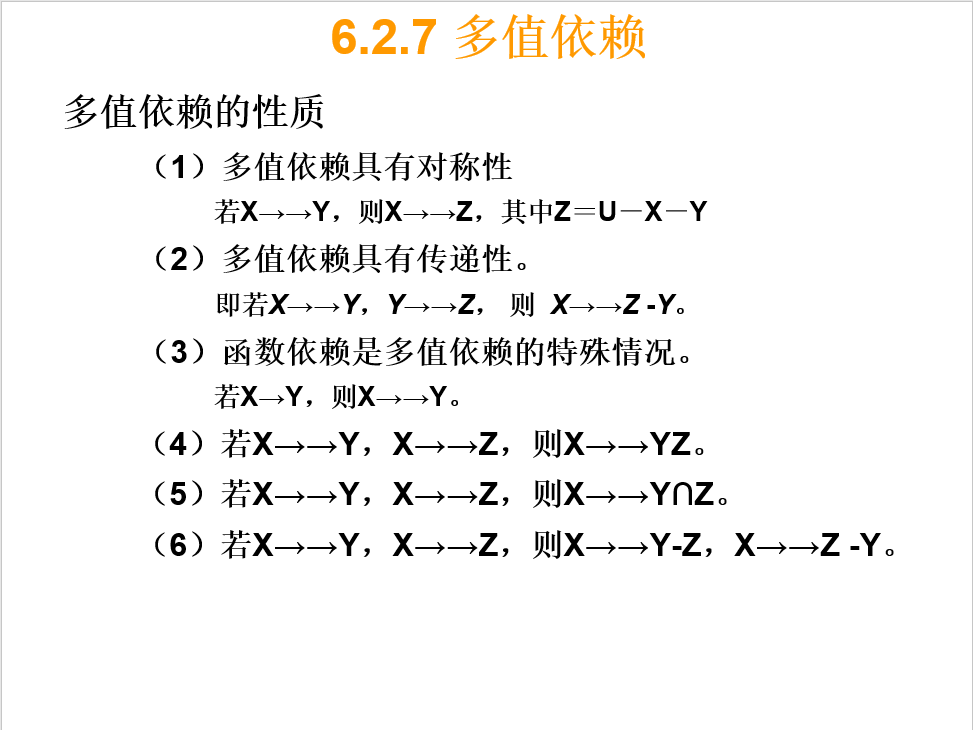 6.2.7 多值依赖
多值依赖的性质
（1）多值依赖具有对称性
若X→→Y，则X→→Z，其中Z＝U－X－Y
（2）多值依赖具有传递性。
即若X→→Y，Y→→Z， 则 X→→Z -Y。
（3）函数依赖是多值依赖的特殊情况。
若X→Y，则X→→Y。
（4）若X→→Y，X→→Z，则X→→YZ。
（5）若X→→Y，X→→Z，则X→→Y∩Z。
（6）若X→→Y，X→→Z，则X→→Y-Z，X→→Z -Y。